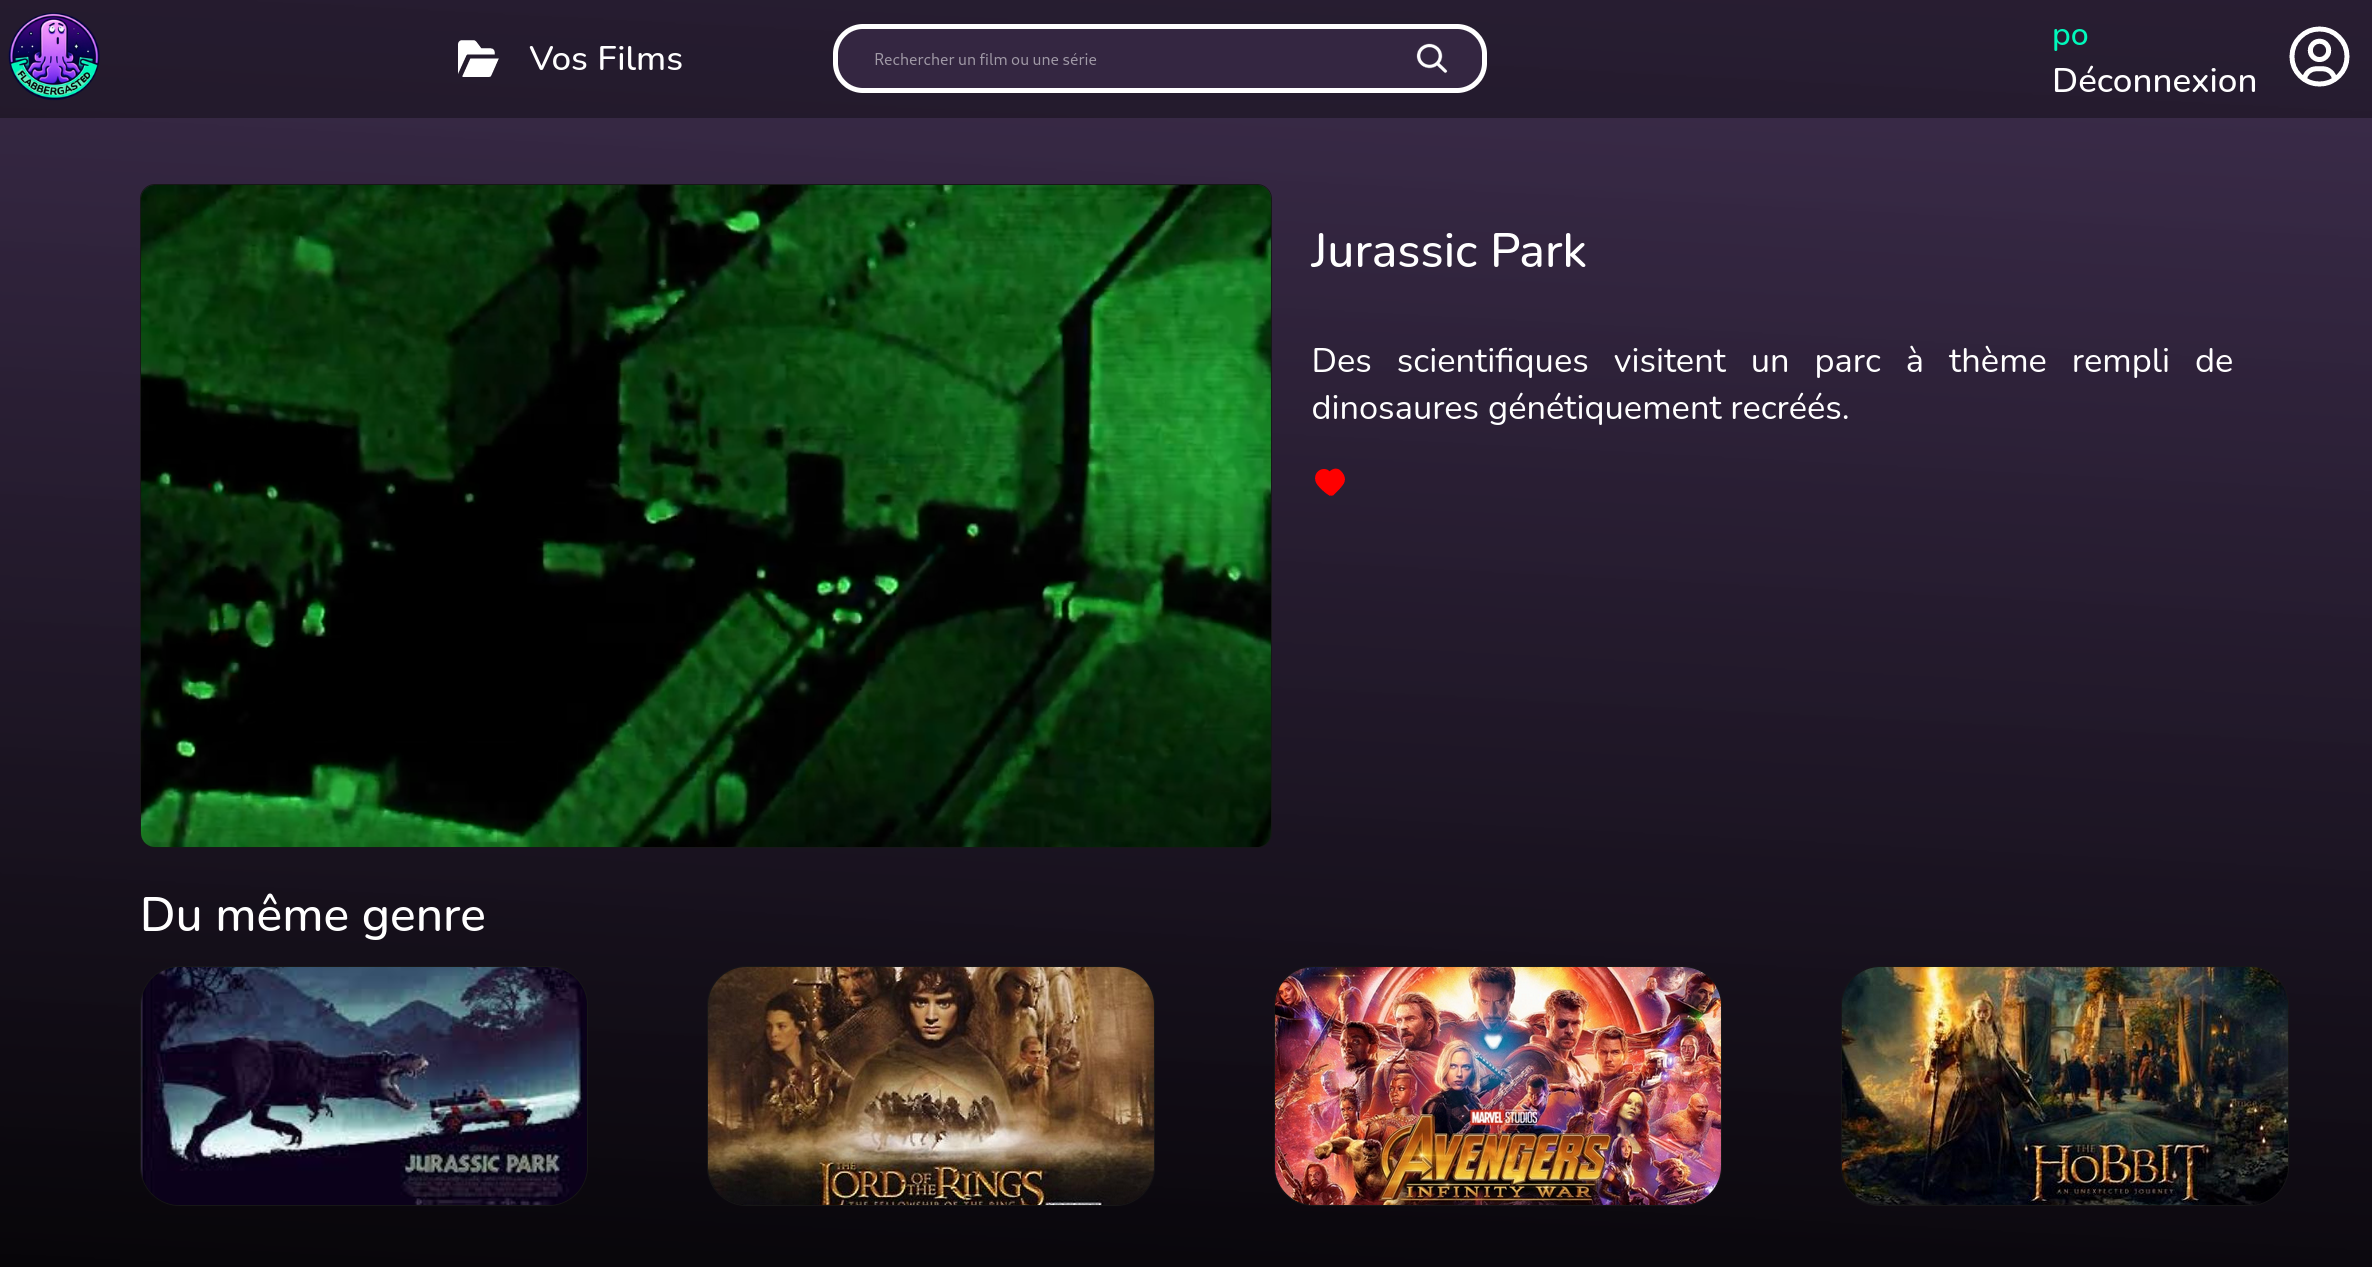 FLABBERGASTED
Vos Films
Rechercher un film ou une série
po
Déconnexion
Jurassic Park
Des scientifiques visitent un parc à thème rempli de
dinosaures génétiquement recréés.
Du même genre
JURASSIC PARK
THE
LORD OF THE RINGS
THE FELLOWSHIP OF THE RING
MARVEL STUDIOS
AVENGERS
INFINITY WAR
THE
HOBBIT
AN UNEXPECTED JOURNEY